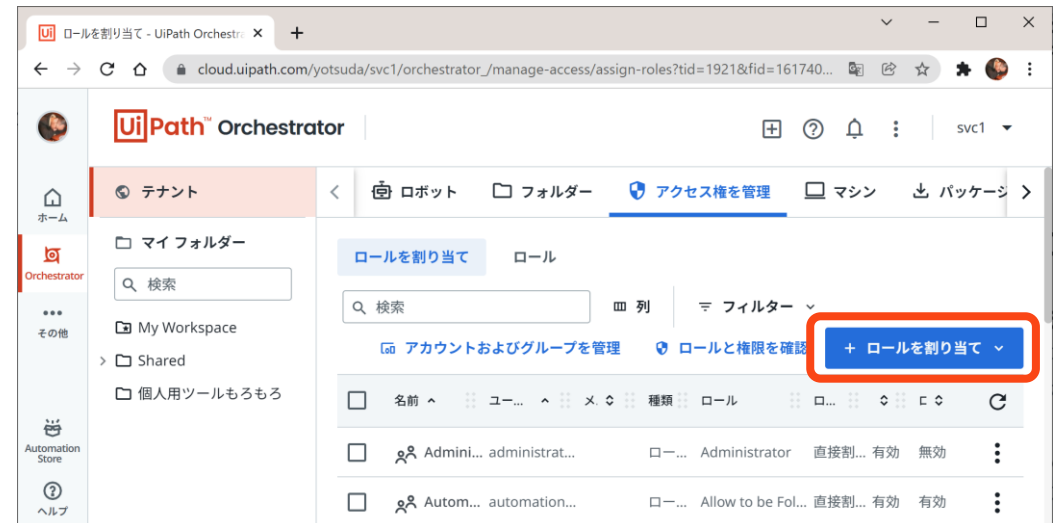 Ui ロールを割り当て - UiPath Orchestr
cloud.uipath.com/yotsuda/svc1/orchestrator_/manage-access/assign-roles?tid=1921&fid=161740...
UiPath™ Orchestrator
svc1
ホーム
Orchestrator
その他
Automation
Store
ヘルプ
テナント
マイ フォルダー
検索
My Workspace
Shared
個人用ツールもろもろ
ロボット フォルダー アクセス権を管理 マシン パッケージ
ロールを割り当て ロール
検索 列 フィルター
アカウントおよびグループを管理 ロールと権限を確認 + ロールを割り当て
名前 ユー... メ. 種類 ロール ロ...
Admini... administrat... ロー... Administrator 直接割... 有効 無効
Autom... automation... ロー... Allow to be Fol... 直接割... 有効 有効